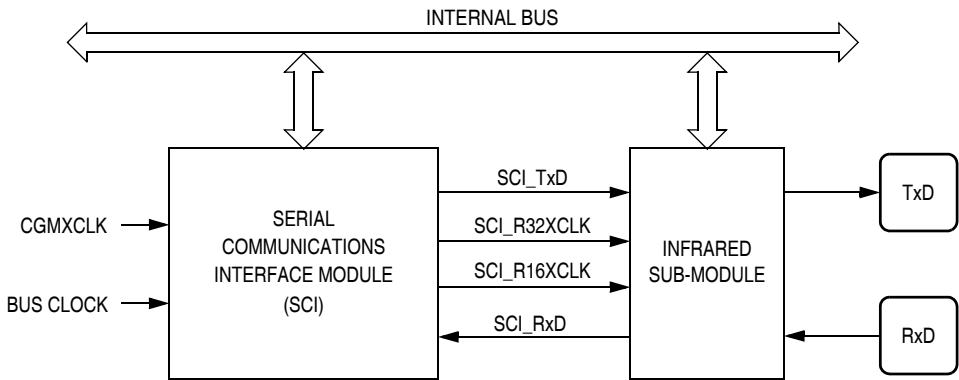 INTERNAL BUS
SCI_TxD
TxD
CGMXCLK
SERIAL
COMMUNICATIONS
INTERFACE MODULE
(SCI)
SCI_R32XCLK
INFRARED
SUB-MODULE
SCI_R16XCLK
BUS CLOCK
SCI_RxD
RxD